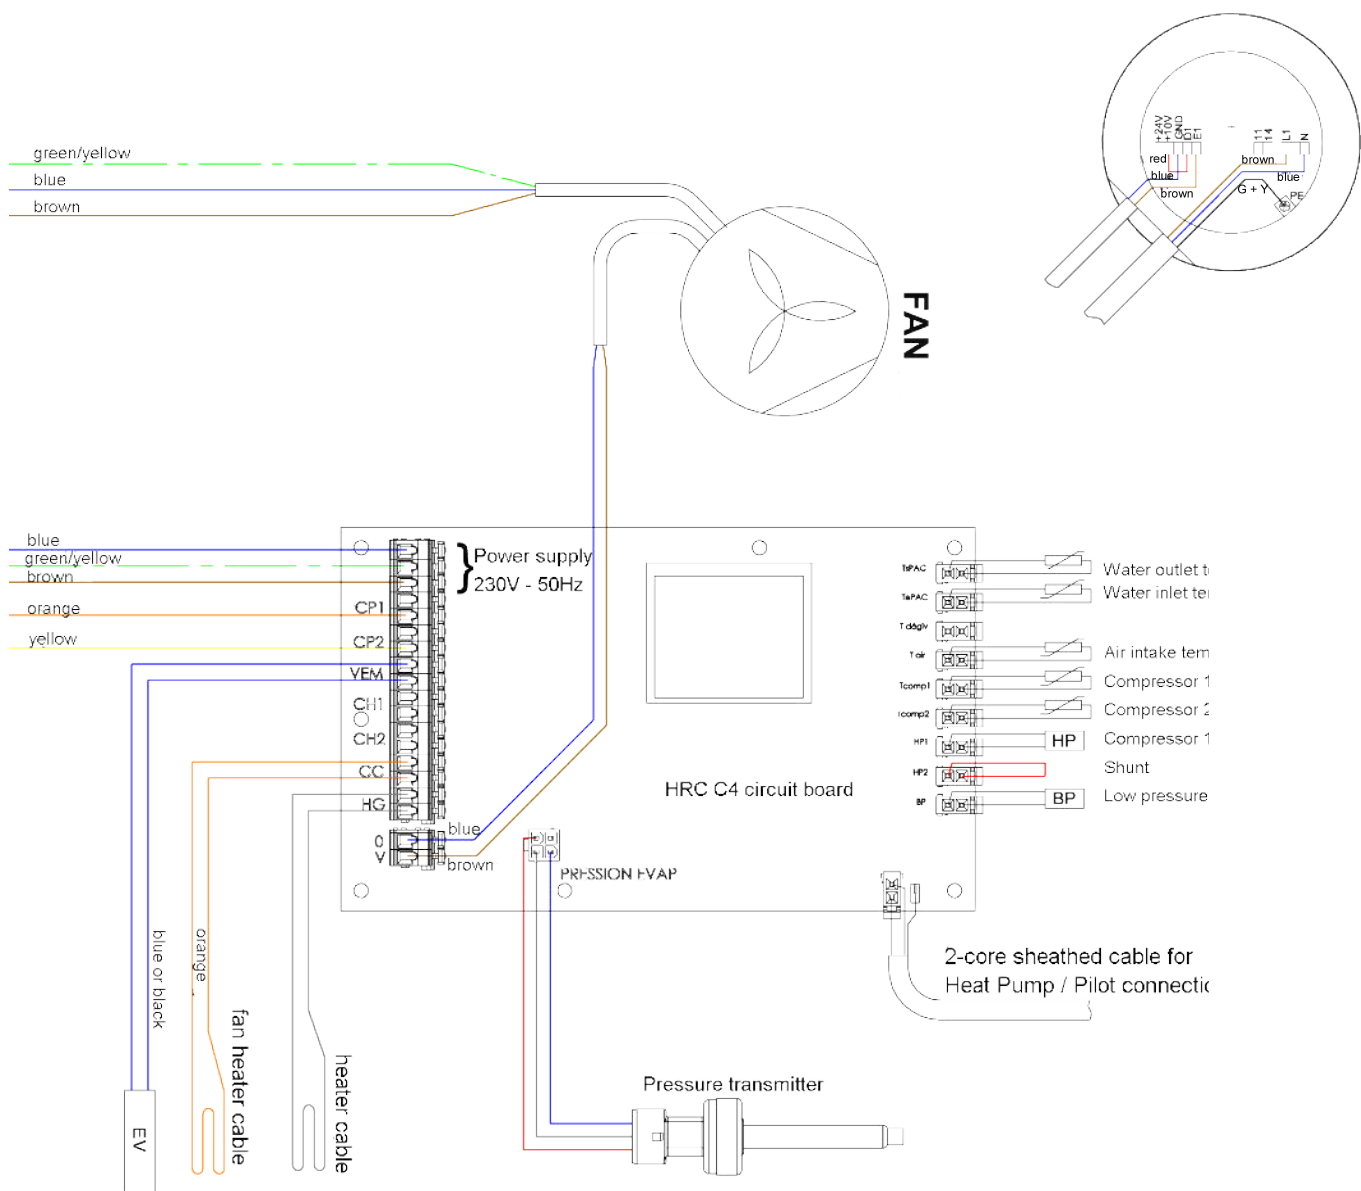 green/yellow
blue
brown
+24V
+10V
GND
D1
E1
11
14
L1
N
red
blue
brown
brown
blue
G + Y
PE
FAN
blue
green/yellow
brown
orange
yellow
Power supply
230V - 50Hz
CP1
CP2
VEM
CH1
CH2
CC
HG
0
V
blue
brown
HRC C4 circuit board
PRESSION EVAP
TsPAC
Water outlet t
TePAC
Water inlet te
T dégiv
T air
Air intake tem
Tcomp1
Compressor 1
Tcomp2
Compressor 2
HP1
HP
Compressor 1
HP2
Shunt
BP
BP
Low pressure
2-core sheathed cable for
Heat Pump / Pilot connectic
blue or black
orange
fan heater cable
heater cable
EV
Pressure transmitter